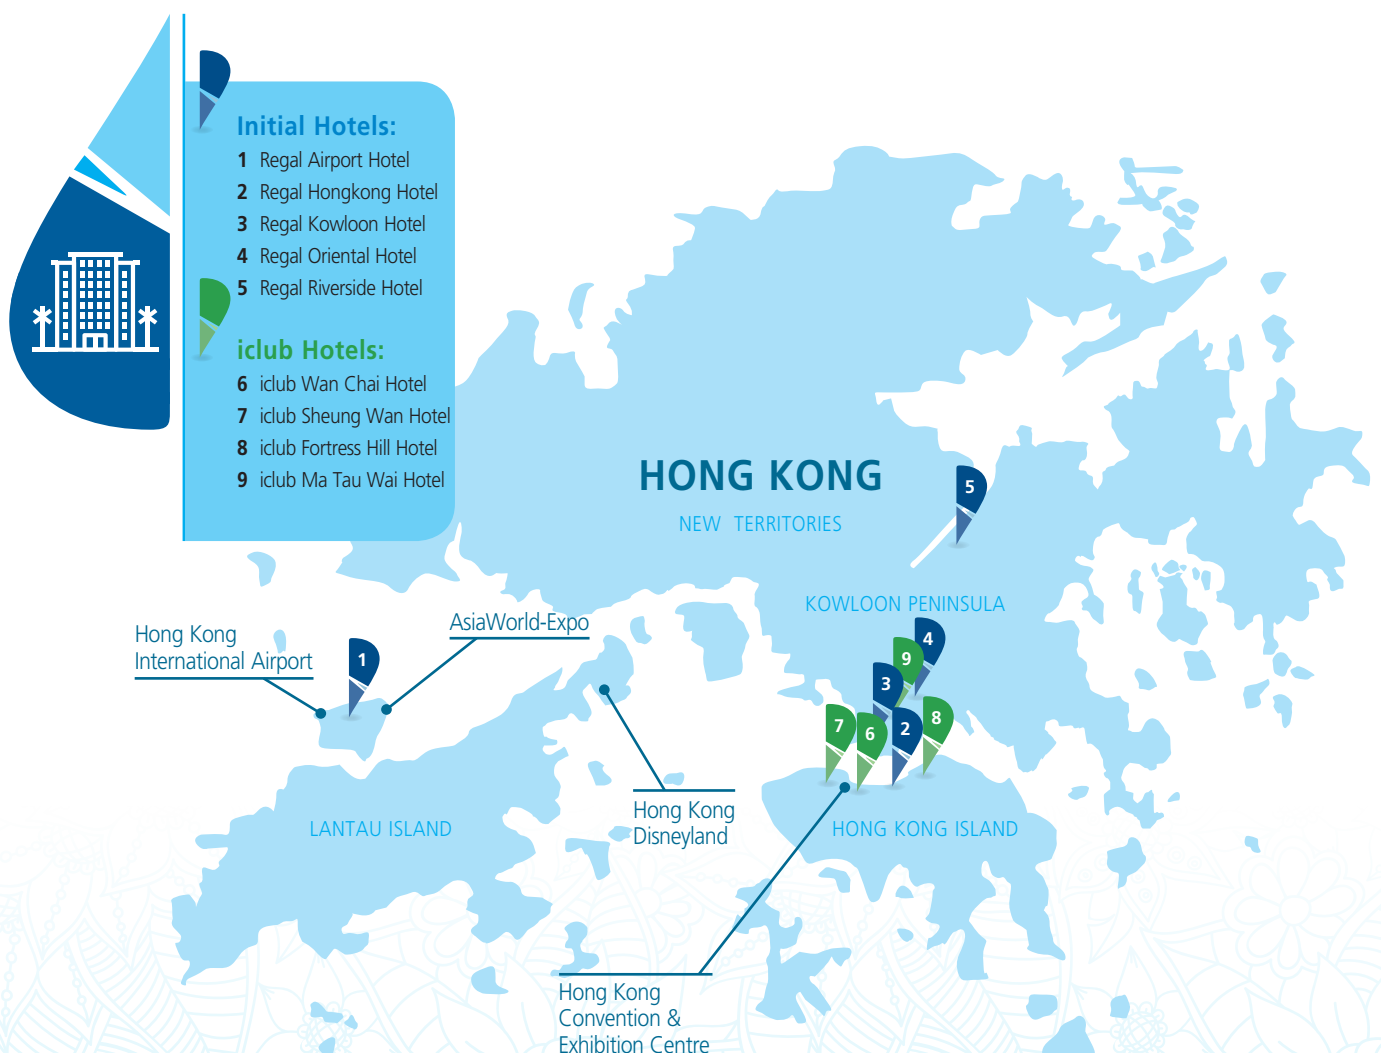 Initial Hotels:
1 Regal Airport Hotel
2 Regal Hongkong Hotel
3 Regal Kowloon Hotel
4 Regal Oriental Hotel
5 Regal Riverside Hotel
iclub Hotels:
6 iclub Wan Chai Hotel
7 iclub Sheung Wan Hotel
8 iclub Fortress Hill Hotel
9 iclub Ma Tau Wai Hotel
HONG KONG
NEW TERRITORIES
5
KOWLOON PENINSULA
AsiaWorld-Expo
Hong Kong
International Airport
1
4
9
3
7
6
2
8
Hong Kong
Disneyland
LANTAU ISLAND
HONG KONG ISLAND
Hong Kong
Convention &
Exhibition Centre